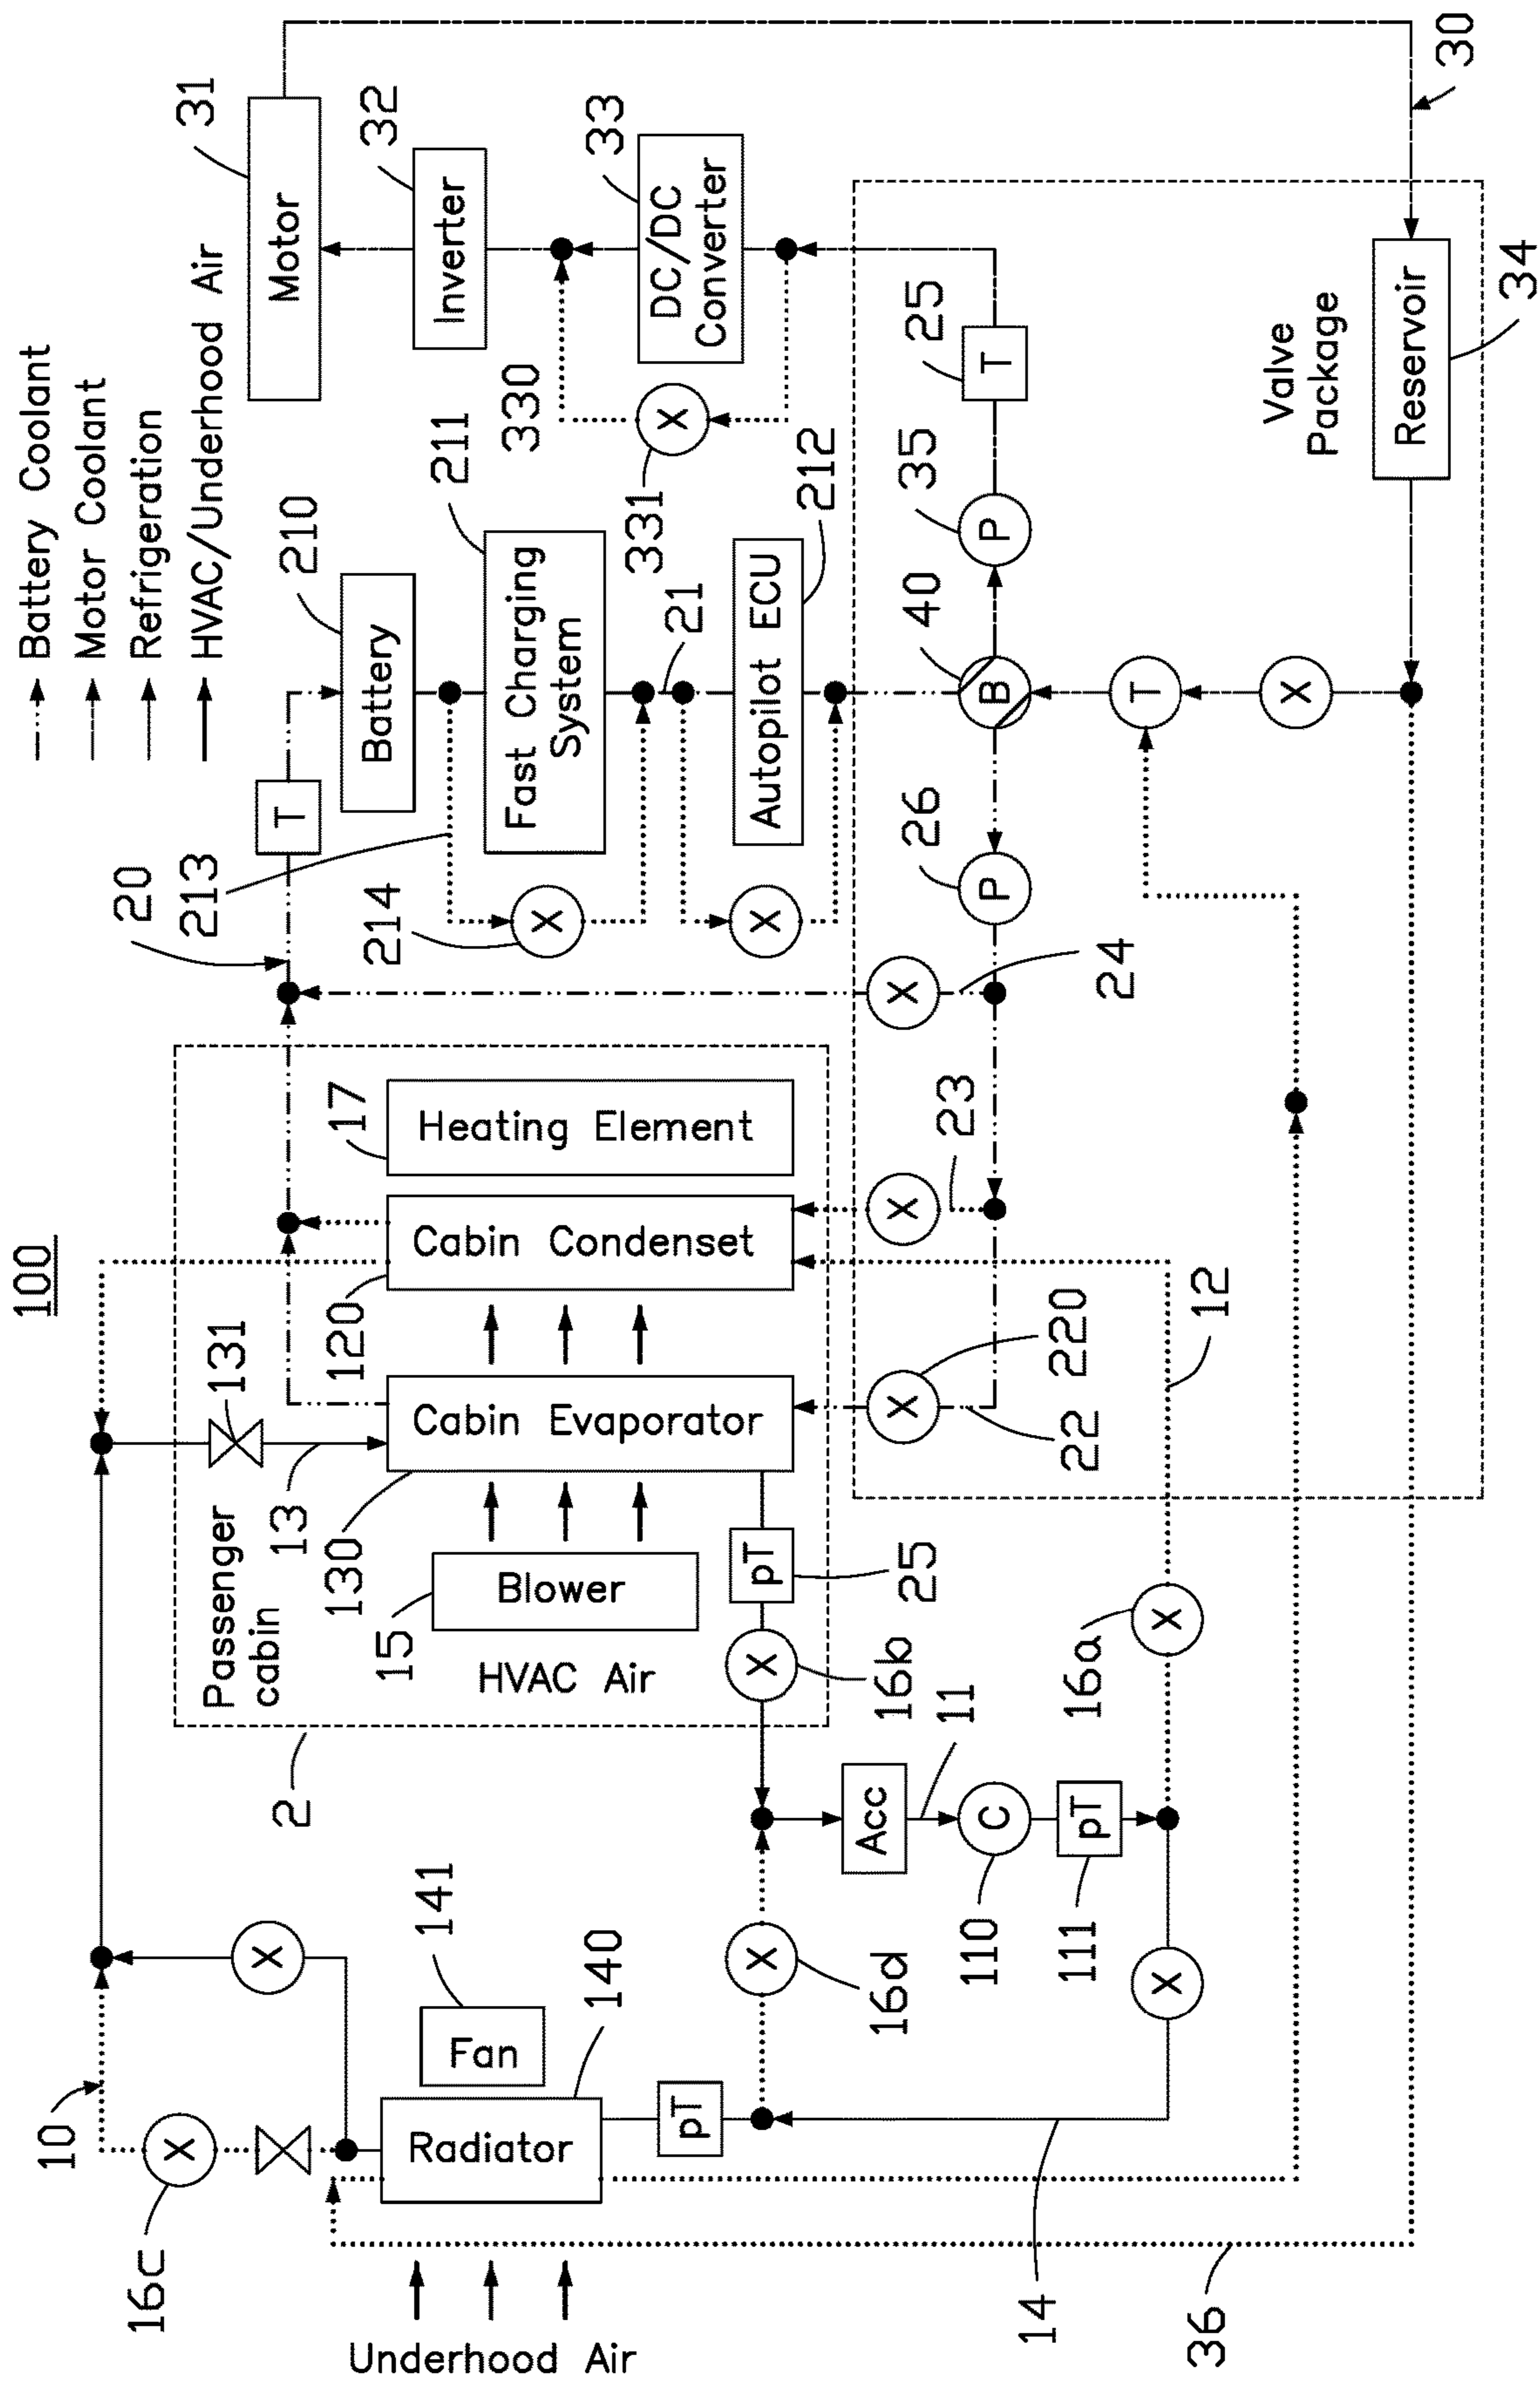 100
Battery Coolant
Motor Coolant
Refrigeration
HVAC/Underhood Air
10
16c
X
Underhood Air
Radiator
140
Fan
141
X
pT
14
36
X
16d
Acc
11
C
110
pT
111
X
16a
X
12
2
Passenger
cabin
131
13
130
Cabin Evaporator
15
Blower
HVAC Air
pT
25
X
16b
120
Cabin Condenset
17
Heating Element
X
220
22
X
23
X
24
20
T
213
214
X
Battery
210
Fast Charging
System
211
21
X
Autopilot ECU
212
P
26
B
40
P
35
T
25
T
X
Motor
31
Inverter
32
DC/DC
Converter
33
330
X
331
30
Valve
Package
Reservoir
34